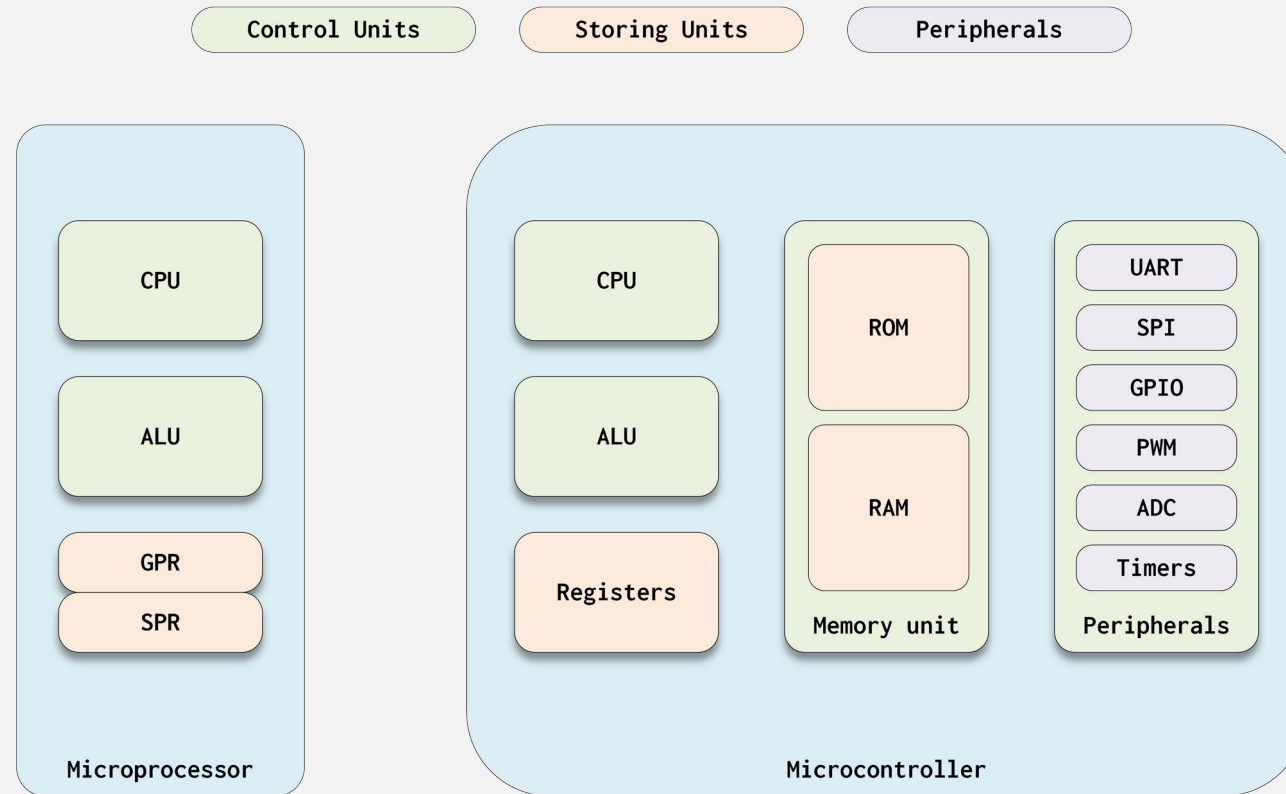 Control Units
Storing Units
Peripherals
CPU
ALU
GPR
SPR
Microprocessor
CPU
ALU
Registers
ROM
RAM
Memory unit
UART
SPI
GPIO
PWM
ADC
Timers
Peripherals
Microcontroller